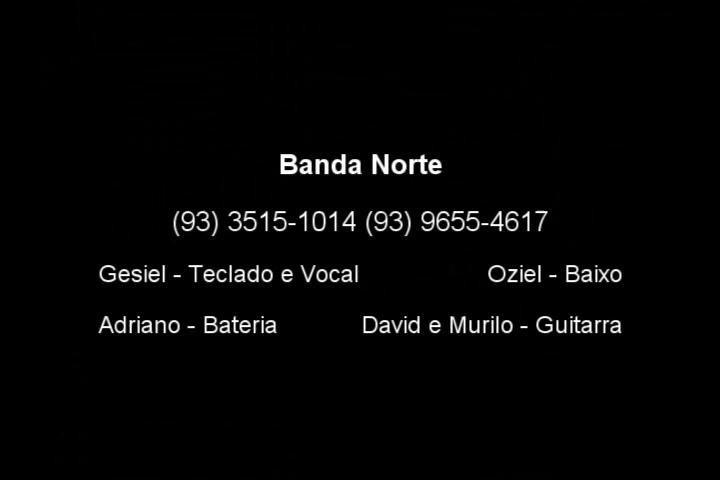 Banda Norte
(93) 3515-1014 (93) 9655-4617
Gesiel - Teclado e Vocal Oziel - Baixo
Adriano - Bateria David e Murilo - Guitarra